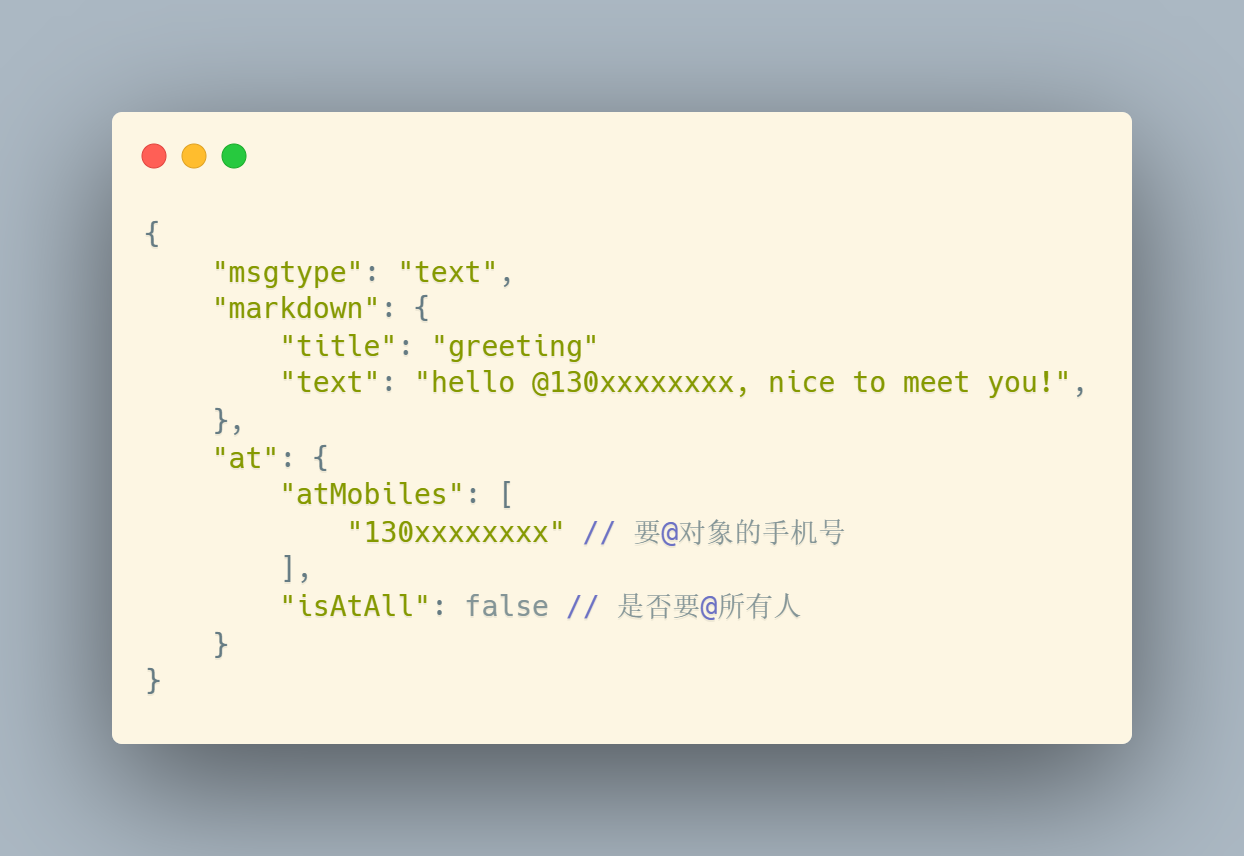 {
    "msgtype": "text",
    "markdown": {
        "title": "greeting"
        "text": "hello @130xxxxxxxx, nice to meet you!",
    },
    "at": {
        "atMobiles": [
            "130xxxxxxxx" // 要@对象的手机号
        ],
        "isAtAll": false // 是否要@所有人
    }
}